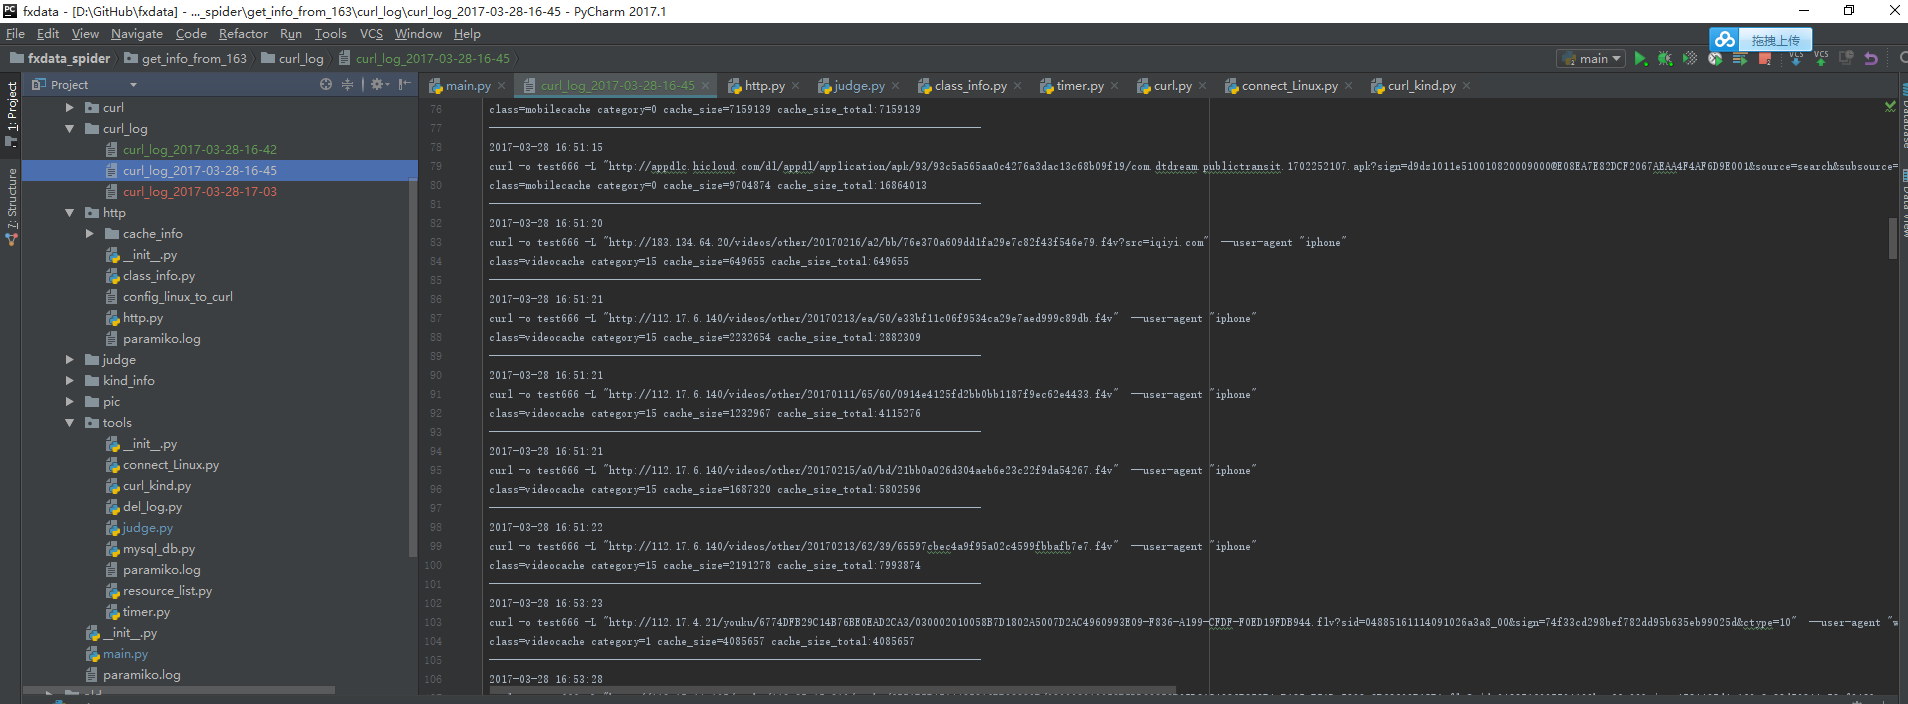 fxdata - [D:\GitHub\fxdata] - ..._spider\get_info_from_163\curl_log\curl_log_2017-03-28-16-45 - PyCharm 2017.1
File Edit View Navigate Code Refactor Run Tools VCS Window Help
拖拽上传
fxdata_spider get_info_from_163 curl_log curl_log_2017-03-28-16-45
main
VCS VCS
Project
main.py curl_log_2017-03-28-16-45 http.py judge.py class_info.py timer.py curl.py connect_Linux.py curl_kind.py
1: Project
7: Structure
Database
curl
curl_log
curl_log_2017-03-28-16-42
curl_log_2017-03-28-16-45
curl_log_2017-03-28-17-03
http
cache_info
__init__.py
class_info.py
config_linux_to_curl
http.py
paramiko.log
judge
kind_info
pic
tools
__init__.py
connect_Linux.py
curl_kind.py
del_log.py
judge.py
mysql_db.py
paramiko.log
resource_list.py
timer.py
__init__.py
main.py
paramiko.log
76 class=mobilecache category=0 cache_size=7159139 cache_size_total:7159139
77
78 2017-03-28 16:51:15
79 curl -o test666 -L "http://appdlc.hicloud.com/dl/appdl/application/apk/93/93c5a565aa0c4276a3dac13c68b09f19/com.dtdream.publictransit.1702252107.apk?
80 class=mobilecache category=0 cache_size=9704874 cache_size_total:16864013
81
82 2017-03-28 16:51:20
83 curl -o test666 -L "http://183.134.64.20/videos/other/20170216/a2/bb/76e370a609dd1fa29e7c82f43f546e79.f4v?src=iqiyi.com" --user-agent "iphone"
84 class=videocache category=15 cache_size=649655 cache_size_total:649655
85
86 2017-03-28 16:51:21
87 curl -o test666 -L "http://112.17.6.140/videos/other/20170213/ea/50/e33bf11c06f9534ca29e7aed999c89db.f4v" --user-agent "iphone"
88 class=videocache category=15 cache_size=2232654 cache_size_total:2882309
89
90 2017-03-28 16:51:21
91 curl -o test666 -L "http://112.17.6.140/videos/other/20170111/65/60/0914e4125fd2bb0bb1187f9ec62e4433.f4v" --user-agent "iphone"
92 class=videocache category=15 cache_size=1232967 cache_size_total:4115276
93
94 2017-03-28 16:51:21
95 curl -o test666 -L "http://112.17.6.140/videos/other/20170215/a0/bd/21bb0a026d304aeb6e23c22f9da54267.f4v" --user-agent "iphone"
96 class=videocache category=15 cache_size=1687320 cache_size_total:5802596
97
98 2017-03-28 16:51:22
99 curl -o test666 -L "http://112.17.6.140/videos/other/20170213/62/39/65597cbec4a9f95a02c4599fbbafb7e7.f4v" --user-agent "iphone"
100 class=videocache category=15 cache_size=2191278 cache_size_total:7993874
101
102 2017-03-28 16:53:23
103 curl -o test666 -L "http://112.17.4.21/youku/6774DFB29C14B76BE0EAD2CA3/030002010058B7D1802A5007D2AC4960993E09-F836-A199-CFDF-F0ED19FDB944.flv?sid=04885161114091026a3a8_00&sign=74f33cd298bef782dd95b635eb99025d&ctype=10" --user-agent "w
104 class=videocache category=1 cache_size=4085657 cache_size_total:4085657
105
106 2017-03-28 16:53:28